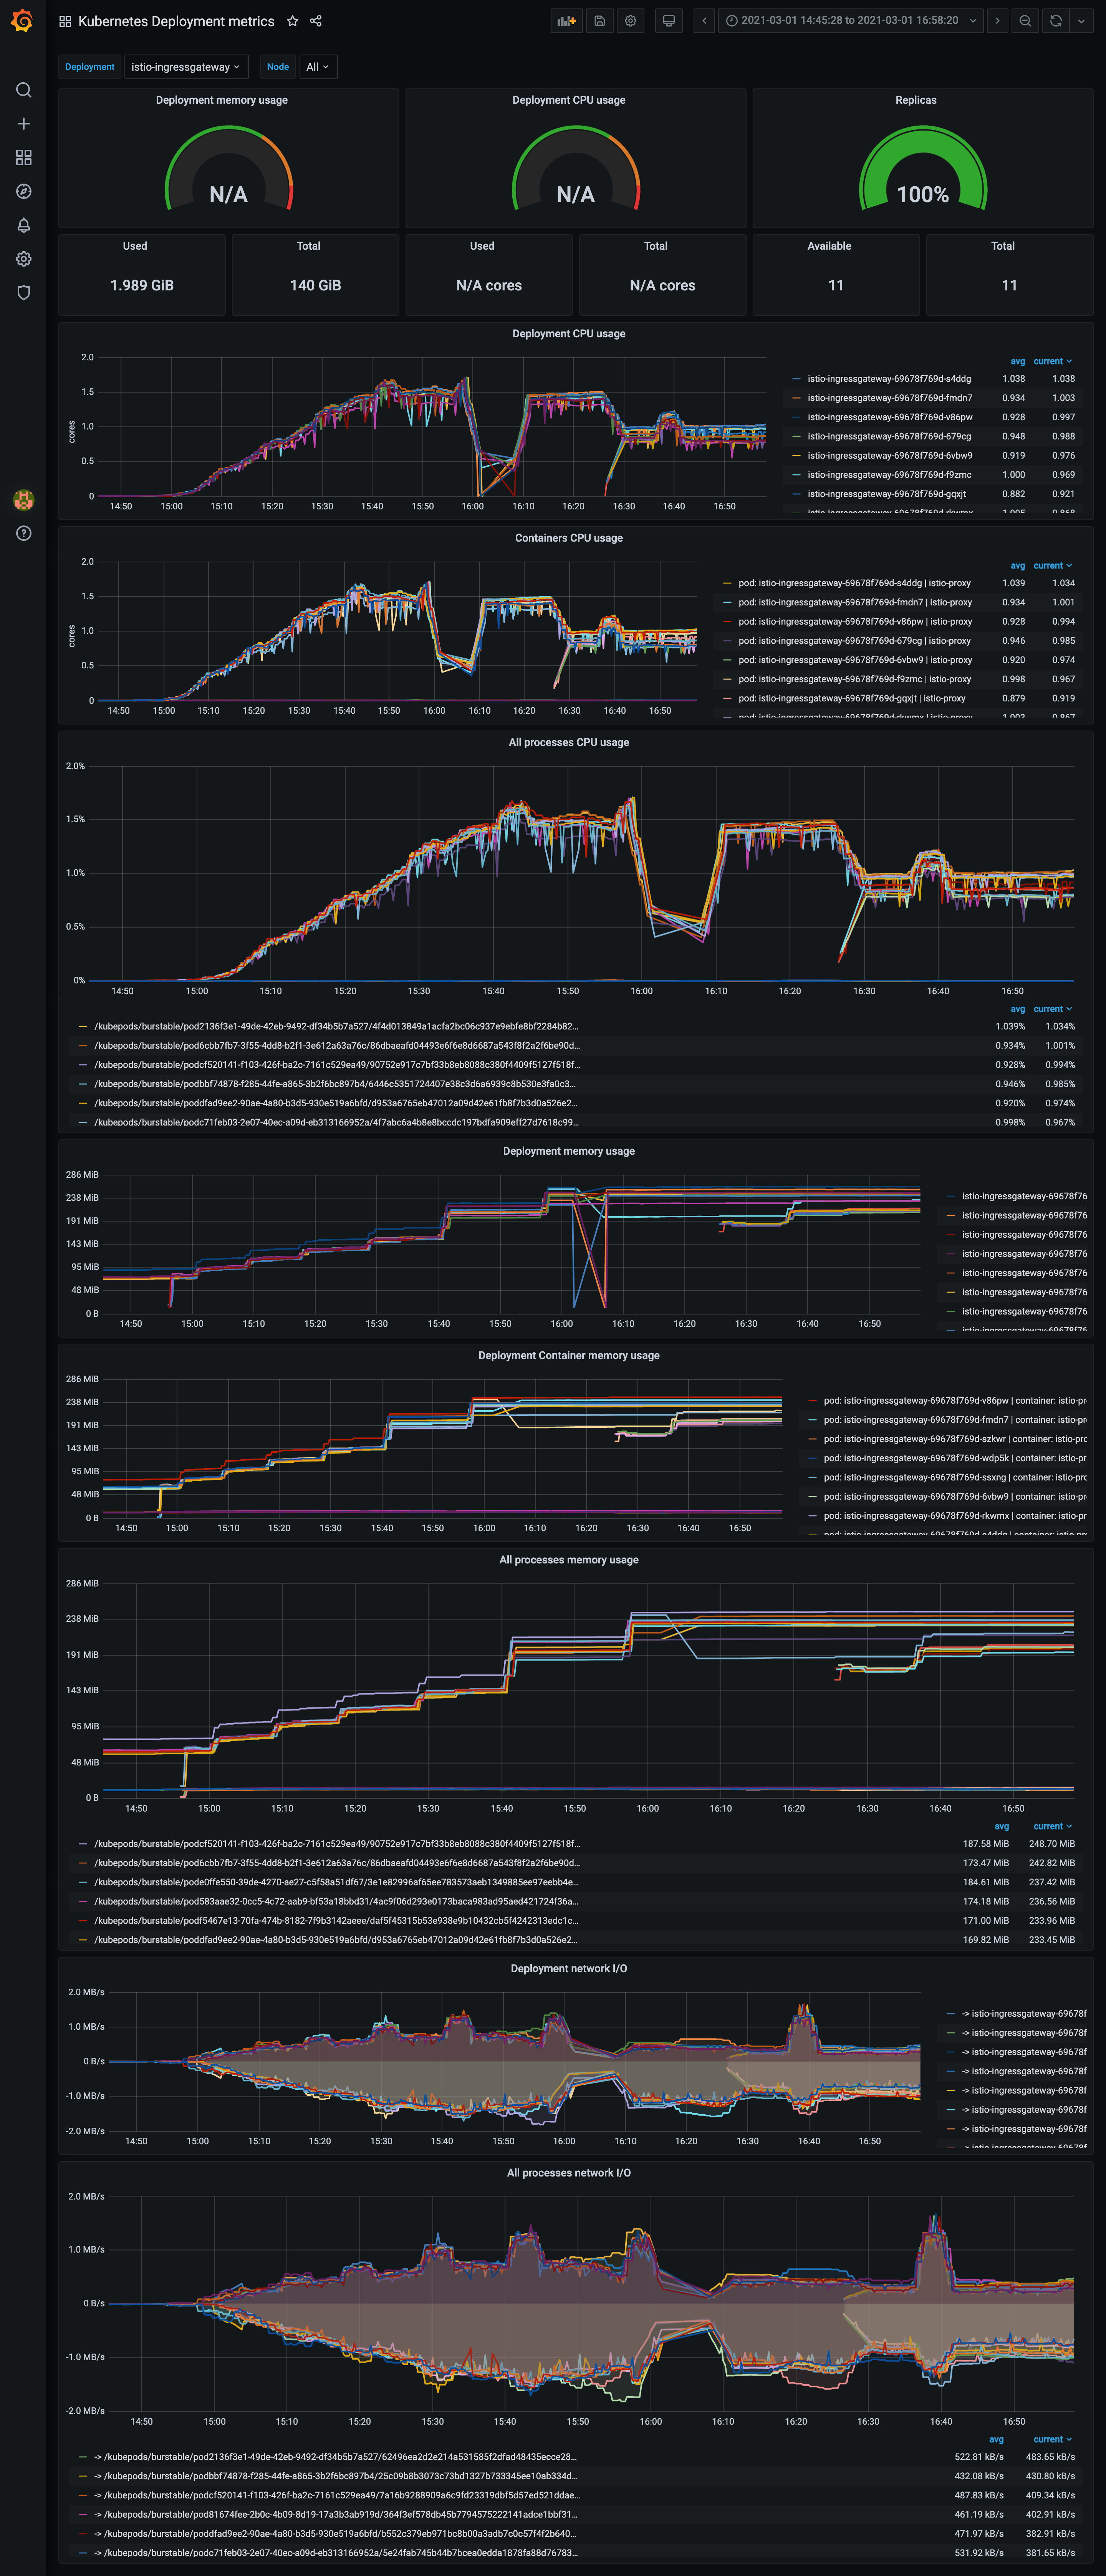 Kubernetes Deployment metrics
2021-03-01 14:45:28 to 2021-03-01 16:58:20
Deployment istio-ingressgateway Node All
Deployment memory usage Deployment CPU usage Replicas
N/A N/A 100%
Used Total Used Total Available Total
1.989 GiB 140 GiB N/A cores N/A cores 11 11
Deployment CPU usage
cores
2.0
1.5
1.0
0.5
0
14:50 15:00 15:10 15:20 15:30 15:40 15:50 16:00 16:10 16:20 16:30 16:40 16:50
avg current
istio-ingressgateway-69678f769d-s4ddg 1.038 1.038
istio-ingressgateway-69678f769d-fmdn7 0.934 1.003
istio-ingressgateway-69678f769d-v86pw 0.928 0.997
istio-ingressgateway-69678f769d-679cg 0.948 0.988
istio-ingressgateway-69678f769d-6vbw9 0.919 0.976
istio-ingressgateway-69678f769d-f9zmc 1.000 0.969
istio-ingressgateway-69678f769d-gqxjt 0.882 0.921
istio-ingressgateway-69678f769d-rkwmx 1.005 0.868
Containers CPU usage
cores
2.0
1.5
1.0
0.5
0
14:50 15:00 15:10 15:20 15:30 15:40 15:50 16:00 16:10 16:20 16:30 16:40 16:50
avg current
pod: istio-ingressgateway-69678f769d-s4ddg | istio-proxy 1.039 1.034
pod: istio-ingressgateway-69678f769d-fmdn7 | istio-proxy 0.934 1.001
pod: istio-ingressgateway-69678f769d-v86pw | istio-proxy 0.928 0.994
pod: istio-ingressgateway-69678f769d-679cg | istio-proxy 0.946 0.985
pod: istio-ingressgateway-69678f769d-6vbw9 | istio-proxy 0.920 0.974
pod: istio-ingressgateway-69678f769d-f9zmc | istio-proxy 0.998 0.967
pod: istio-ingressgateway-69678f769d-gqxjt | istio-proxy 0.879 0.919
pod: istio-ingressgateway-69678f769d-rkwmx | istio-proxy 1.003 0.867
All processes CPU usage
2.0%
1.5%
1.0%
0.5%
0%
14:50 15:00 15:10 15:20 15:30 15:40 15:50 16:00 16:10 16:20 16:30 16:40 16:50
avg current
/kubepods/burstable/pod2136f3e1-49de-42eb-9492-df34b5b7a527/4f4d013849a1acfa2bc06c937e9ebfe8bf2284b82... 1.039% 1.034%
/kubepods/burstable/pod6cbb7fb7-3f55-4dd8-b2f1-3e612a63a76c/86dbaeafd04493e6f6e8d6687a543f8f2a2f6be90d... 0.934% 1.001%
/kubepods/burstable/podcf520141-f103-426f-ba2c-7161c529ea49/90752e917c7bf33b8eb8088c380f4409f5127f518f... 0.928% 0.994%
/kubepods/burstable/podbbf74878-f285-44fe-a865-3b2f6bc897b4/6446c5351724407e38c3d6a6939c8b530e3fa0c3... 0.946% 0.985%
/kubepods/burstable/poddfad9ee2-90ae-4a80-b3d5-930e519a6bfd/d953a6765eb47012a09d42e61fb8f7b3d0a526e2... 0.920% 0.974%
/kubepods/burstable/podc71feb03-2e07-40ec-a09d-eb313166952a/4f7abc6a4b8e8bccdc197bdfa909eff27d7618c99... 0.998% 0.967%
Deployment memory usage
286 MiB
238 MiB
191 MiB
143 MiB
95 MiB
48 MiB
0 B
14:50 15:00 15:10 15:20 15:30 15:40 15:50 16:00 16:10 16:20 16:30 16:40 16:50
istio-ingressgateway-69678f76
istio-ingressgateway-69678f76
istio-ingressgateway-69678f76
istio-ingressgateway-69678f76
istio-ingressgateway-69678f76
istio-ingressgateway-69678f76
istio-ingressgateway-69678f76
istio-ingressgateway-69678f76
Deployment Container memory usage
286 MiB
238 MiB
191 MiB
143 MiB
95 MiB
48 MiB
0 B
14:50 15:00 15:10 15:20 15:30 15:40 15:50 16:00 16:10 16:20 16:30 16:40 16:50
pod: istio-ingressgateway-69678f769d-v86pw | container: istio-pr
pod: istio-ingressgateway-69678f769d-fmdn7 | container: istio-pr
pod: istio-ingressgateway-69678f769d-szkwr | container: istio-prc
pod: istio-ingressgateway-69678f769d-wdp5k | container: istio-pr
pod: istio-ingressgateway-69678f769d-ssxng | container: istio-prc
pod: istio-ingressgateway-69678f769d-6vbw9 | container: istio-pr
pod: istio-ingressgateway-69678f769d-rkwmx | container: istio-pr
pod: istio-ingressgateway-69678f769d-s4ddg | container: istio-pr
All processes memory usage
286 MiB
238 MiB
191 MiB
143 MiB
95 MiB
48 MiB
0 B
14:50 15:00 15:10 15:20 15:30 15:40 15:50 16:00 16:10 16:20 16:30 16:40 16:50
avg current
/kubepods/burstable/podcf520141-f103-426f-ba2c-7161c529ea49/90752e917c7bf33b8eb8088c380f4409f5127f518f... 187.58 MiB 248.70 MiB
/kubepods/burstable/pod6cbb7fb7-3f55-4dd8-b2f1-3e612a63a76c/86dbaeafd04493e6f6e8d6687a543f8f2a2f6be90d... 173.47 MiB 242.82 MiB
/kubepods/burstable/pode0ffe550-39de-4270-ae27-c5f58a51df67/3e1e82996af65ee783573aeb1349885ee97eebb4e... 184.61 MiB 237.42 MiB
/kubepods/burstable/pod583aae32-0cc5-4c72-aab9-bf53a18bbd31/4ac9f06d293e0173baca983ad95aed421724f36a... 174.18 MiB 236.56 MiB
/kubepods/burstable/podf5467e13-70fa-474b-8182-7f9b3142aeee/daf5f45315b53e938e9b10432cb5f4242313edc1c... 171.00 MiB 233.96 MiB
/kubepods/burstable/poddfad9ee2-90ae-4a80-b3d5-930e519a6bfd/d953a6765eb47012a09d42e61fb8f7b3d0a526e2... 169.82 MiB 233.45 MiB
Deployment network I/O
2.0 MB/s
1.0 MB/s
0 B/s
-1.0 MB/s
-2.0 MB/s
14:50 15:00 15:10 15:20 15:30 15:40 15:50 16:00 16:10 16:20 16:30 16:40 16:50
-> istio-ingressgateway-69678f
-> istio-ingressgateway-69678f
-> istio-ingressgateway-69678f
-> istio-ingressgateway-69678f
-> istio-ingressgateway-69678f
-> istio-ingressgateway-69678f
-> istio-ingressgateway-69678f
-> istio-ingressgateway-69678f
All processes network I/O
2.0 MB/s
1.0 MB/s
0 B/s
-1.0 MB/s
-2.0 MB/s
14:50 15:00 15:10 15:20 15:30 15:40 15:50 16:00 16:10 16:20 16:30 16:40 16:50
avg current
-> /kubepods/burstable/pod2136f3e1-49de-42eb-9492-df34b5b7a527/62496ea2d2e214a531585f2dfad48435ecce28... 522.81 kB/s 483.65 kB/s
-> /kubepods/burstable/podbbf74878-f285-44fe-a865-3b2f6bc897b4/25c09b8b3073c73bd1327b733345ee10ab334d... 432.08 kB/s 430.80 kB/s
-> /kubepods/burstable/podcf520141-f103-426f-ba2c-7161c529ea49/7a16b9288909a6c9fd23319dbf5d57ed521ddae... 487.83 kB/s 409.34 kB/s
-> /kubepods/burstable/pod81674fee-2b0c-4b09-8d19-17a3b3ab919d/364f3ef578db45b7794575222141adce1bbf31... 461.19 kB/s 402.91 kB/s
-> /kubepods/burstable/poddfad9ee2-90ae-4a80-b3d5-930e519a6bfd/b552c379eb971bc8b00a3adb7c0c57f4f2b640... 471.97 kB/s 382.91 kB/s
-> /kubepods/burstable/podc71feb03-2e07-40ec-a09d-eb313166952a/5e24fab745b44b7bcea0edda1878fa88d76783... 531.92 kB/s 381.65 kB/s